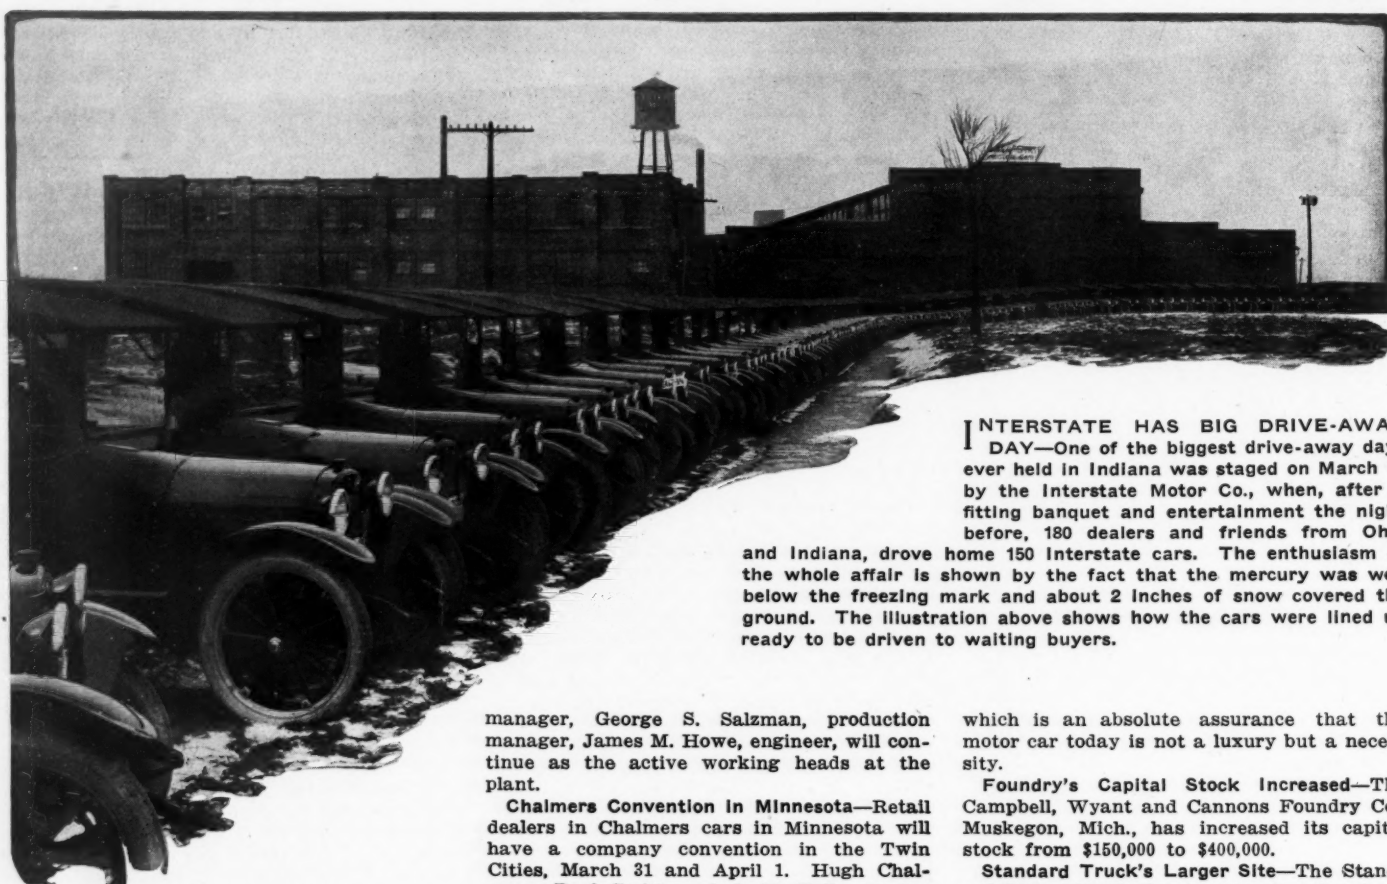 INTERSTATE HAS BIG DRIVE-AWA
DAY—One of the biggest drive-away day
ever held in Indiana was staged on March
by the Interstate Motor Co., when, after
fitting banquet and entertainment the nig
before, 180 dealers and friends from Oh
and Indiana, drove home 150 Interstate cars. The enthusiasm
the whole affair is shown by the fact that the mercury was we
below the freezing mark and about 2 inches of snow covered th
ground. The illustration above shows how the cars were lined u
ready to be driven to waiting buyers.
manager, George S. Salzman, production
manager, James M. Howe, engineer, will con-
tinue as the active working heads at the
plant.
Chalmers Convention in Minnesota—Retail
dealers in Chalmers cars in Minnesota will
have a company convention in the Twin
Cities, March 31 and April 1. Hugh Chal-
which is an absolute assurance that th
motor car today is not a luxury but a neces
sity.
Foundry's Capital Stock Increased—Th
Campbell, Wyant and Cannons Foundry Co
Muskegon, Mich., has increased its capit
stock from $150,000 to $400,000.
Standard Truck's Larger Site—The Stan